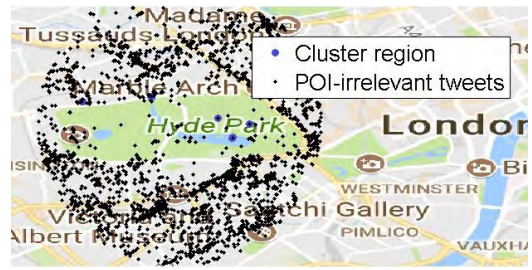 Madame
Tussauds London
Cluster region
POI-irrelevant tweets
Marble Arch
Hyde Park
London
Bi
WESTMINSTER
Saatchi Gallery
Albert Museum
PIMLICO
VAUXHA